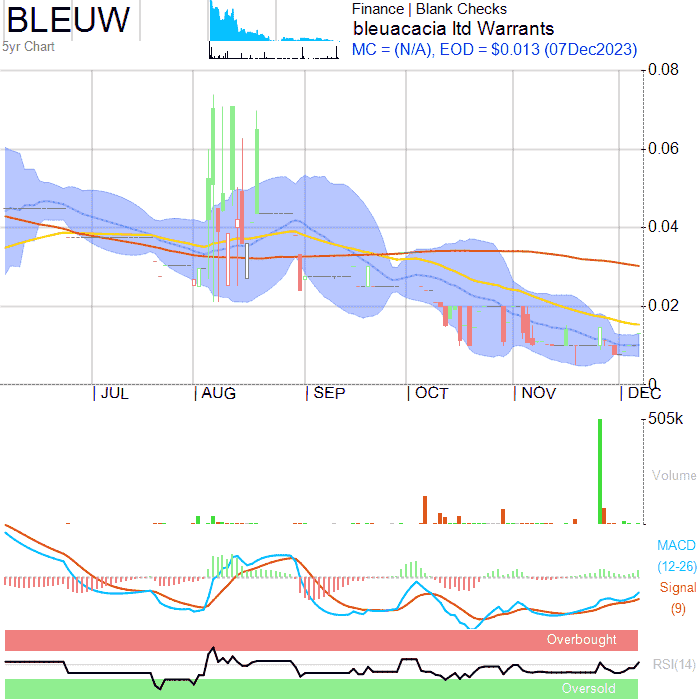 BLEUW
5yr Chart
Finance | Blank Checks
bleuacacia ltd Warrants
MC = (N/A), EOD = $0.013 (07Dec2023)
0.08
0.06
0.04
0.02
0
JUL AUG SEP OCT NOV DEC
505k
Volume
MACD
(12-26)
Signal
(9)
Overbought
RSI(14)
Oversold